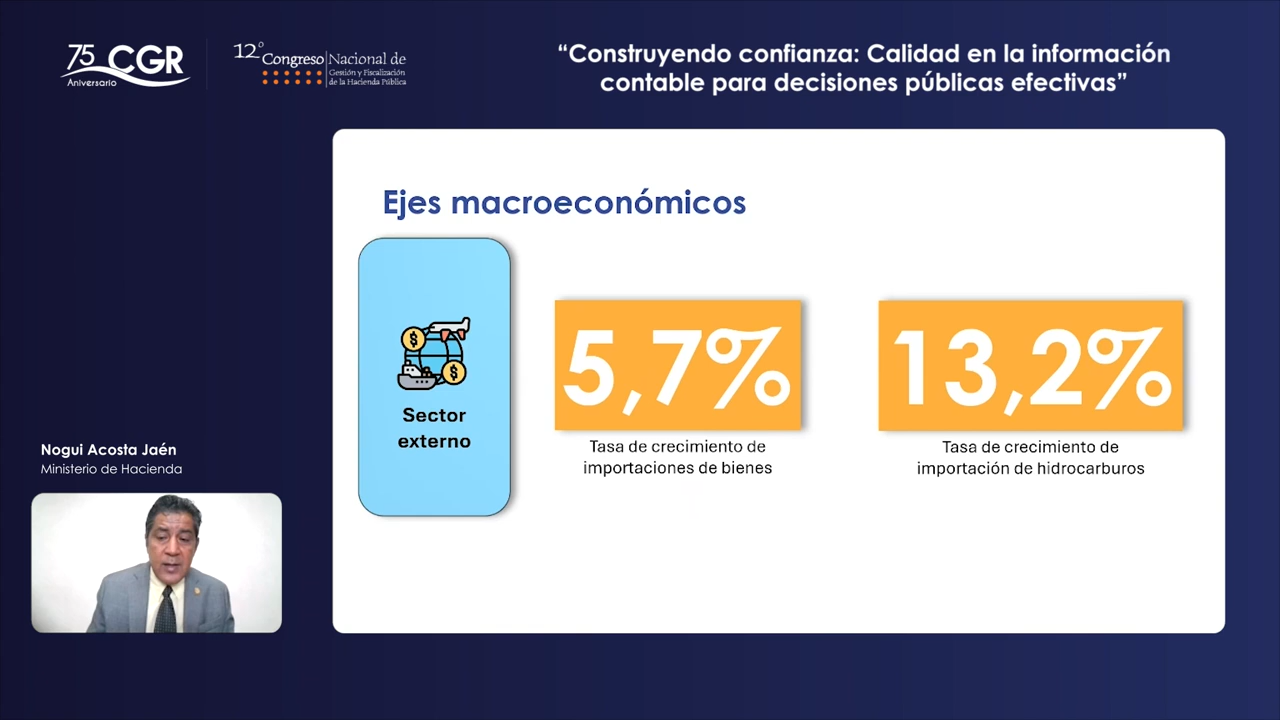 75 CGR
Aniversario
12° Congreso Nacional de
Gestión y Fiscalización
de la Hacienda Pública
“Construyendo confianza: Calidad en la información
contable para decisiones públicas efectivas”
Ejes macroeconómicos
$
$
Sector
externo
5,7%
Tasa de crecimiento de
importaciones de bienes
13,2%
Tasa de crecimiento de
importación de hidrocarburos
Nogui Acosta Jaén
Ministerio de Hacienda